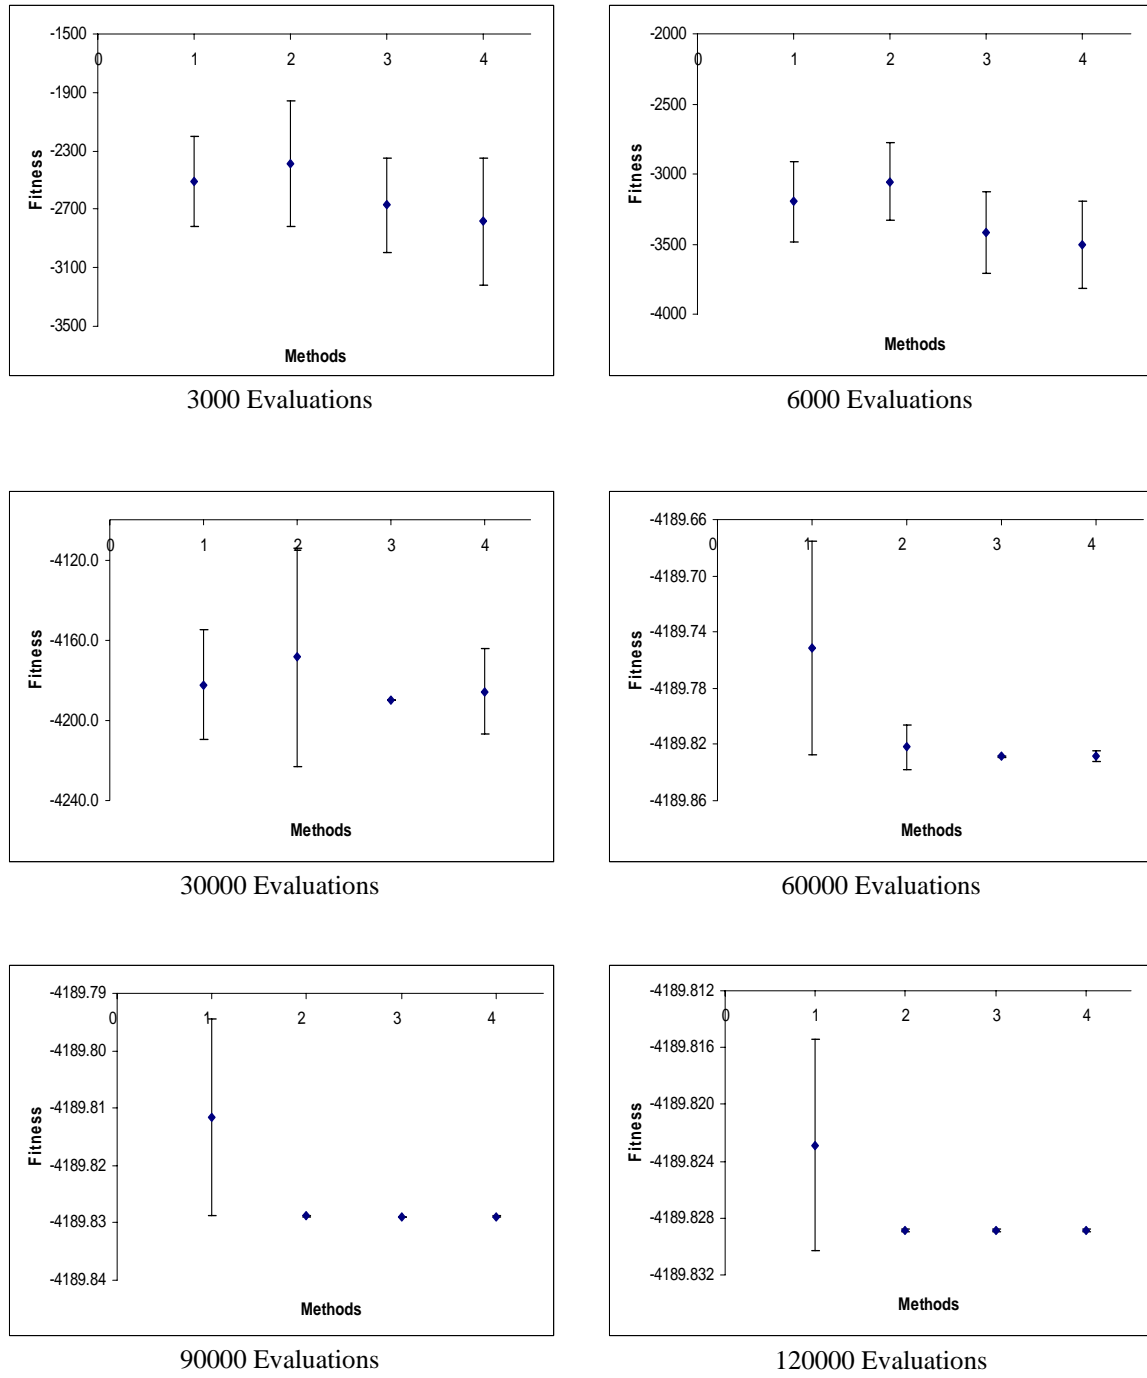 -1500
0 1 2 3 4
-1900
-2300
-2700
-3100
-3500
Fitness
Methods
3000 Evaluations
-2000
0 1 2 3 4
-2500
-3000
-3500
-4000
Fitness
Methods
6000 Evaluations
0 1 2 3 4
-4120.0
-4160.0
-4200.0
-4240.0
Fitness
Methods
30000 Evaluations
-4189.66
0 1 2 3 4
-4189.70
-4189.74
-4189.78
-4189.82
-4189.86
Fitness
Methods
60000 Evaluations
-4189.79
0 1 2 3 4
-4189.80
-4189.81
-4189.82
-4189.83
-4189.84
Fitness
Methods
90000 Evaluations
-4189.812
0 1 2 3 4
-4189.816
-4189.820
-4189.824
-4189.828
-4189.832
Fitness
Methods
120000 Evaluations